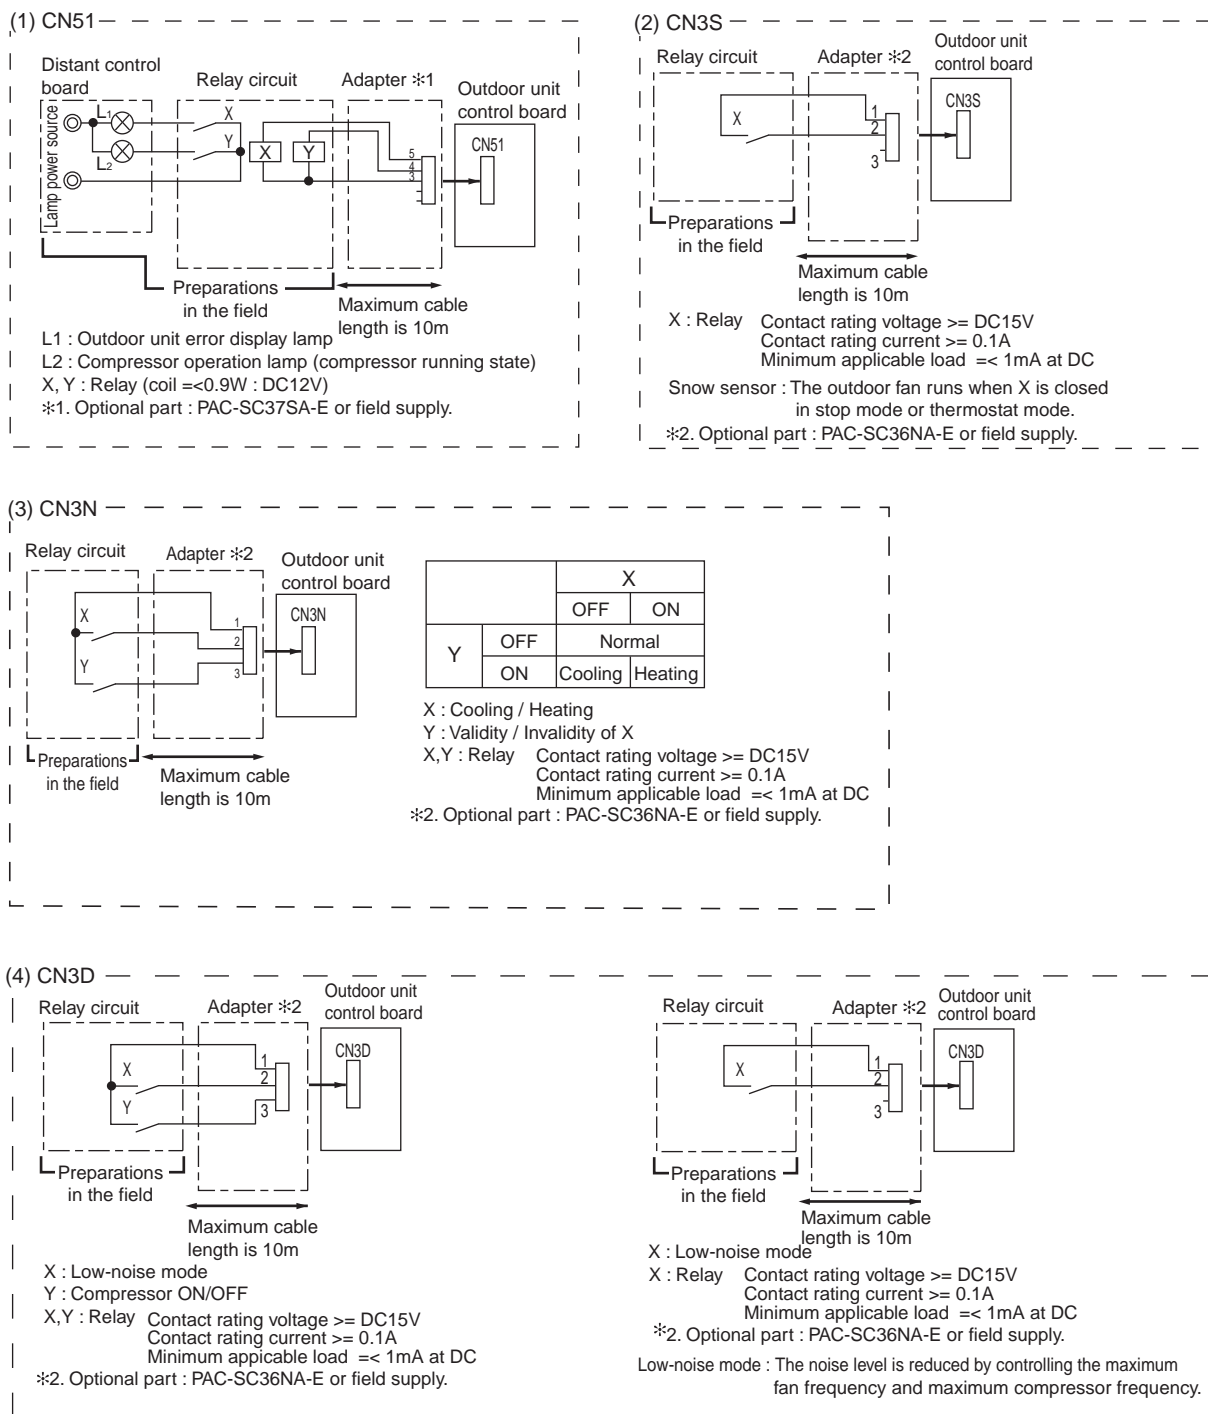 (1) CN51
Distant control
board
Relay circuit
Adapter ✻1
Outdoor unit
control board
Lamp power source
L1
L2
X
Y
X
Y
5
4
3
CN51
Preparations
in the field
Maximum cable
length is 10m
L1 : Outdoor unit error display lamp
L2 : Compressor operation lamp (compressor running state)
X, Y : Relay (coil =<0.9W : DC12V)
✻1. Optional part : PAC-SC37SA-E or field supply.
(2) CN3S
Relay circuit
Adapter ✻2
Outdoor unit
control board
X
1
2
3
CN3S
Preparations
in the field
Maximum cable
length is 10m
X : Relay Contact rating voltage >= DC15V
Contact rating current >= 0.1A
Minimum applicable load =< 1mA at DC
Snow sensor : The outdoor fan runs when X is closed
in stop mode or thermostat mode.
✻2. Optional part : PAC-SC36NA-E or field supply.
(3) CN3N
Relay circuit
Adapter ✻2
Outdoor unit
control board
X
Y
1
2
3
CN3N
Preparations
in the field
Maximum cable
length is 10m
X
OFF ON
Y OFF Normal
ON Cooling Heating
X : Cooling / Heating
Y : Validity / Invalidity of X
X,Y : Relay Contact rating voltage >= DC15V
Contact rating current >= 0.1A
Minimum applicable load =< 1mA at DC
✻2. Optional part : PAC-SC36NA-E or field supply.
(4) CN3D
Relay circuit
Adapter ✻2
Outdoor unit
control board
X
Y
1
2
3
CN3D
Preparations
in the field
Maximum cable
length is 10m
X : Low-noise mode
Y : Compressor ON/OFF
X,Y : Relay Contact rating voltage >= DC15V
Contact rating current >= 0.1A
Minimum appicable load =< 1mA at DC
✻2. Optional part : PAC-SC36NA-E or field supply.
Relay circuit
Adapter ✻2
Outdoor unit
control board
X
1
2
3
CN3D
Preparations
in the field
Maximum cable
length is 10m
X : Low-noise mode
X : Relay Contact rating voltage >= DC15V
Contact rating current >= 0.1A
Minimum applicable load =< 1mA at DC
✻2. Optional part : PAC-SC36NA-E or field supply.
Low-noise mode : The noise level is reduced by controlling the maximum
fan frequency and maximum compressor frequency.